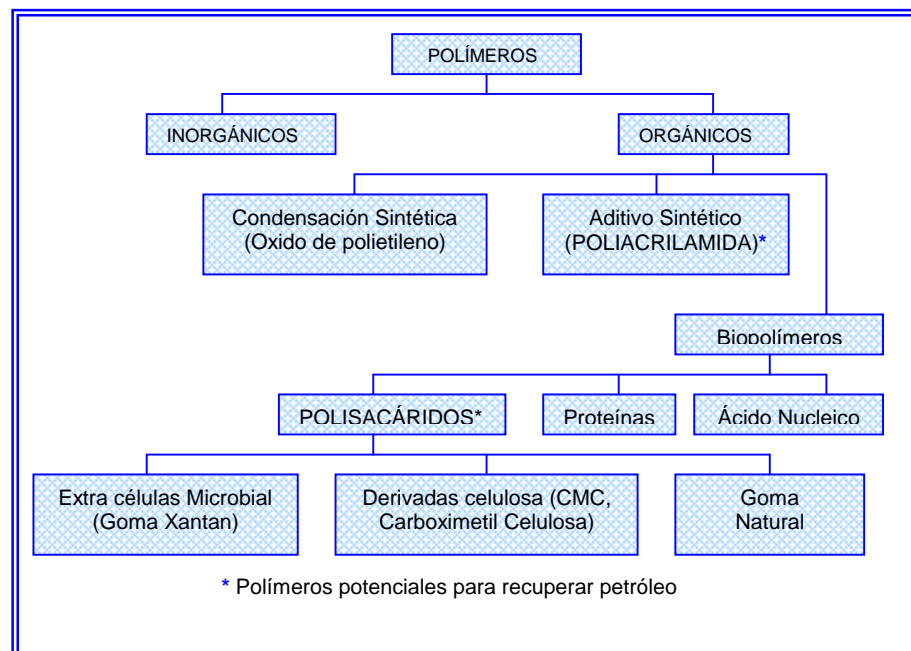 POLÍMEROS
INORGÁNICOS
ORGÁNICOS
Condensación Sintética
(Oxido de polietileno)
Aditivo Sintético
(POLIACRILAMIDA)*
Biopolímeros
POLISACÁRIDOS*
Proteínas
Ácido Nucleico
Extra células Microbial
(Goma Xantan)
Derivadas celulosa (CMC,
Carboximetil Celulosa)
Goma
Natural
* Polímeros potenciales para recuperar petróleo